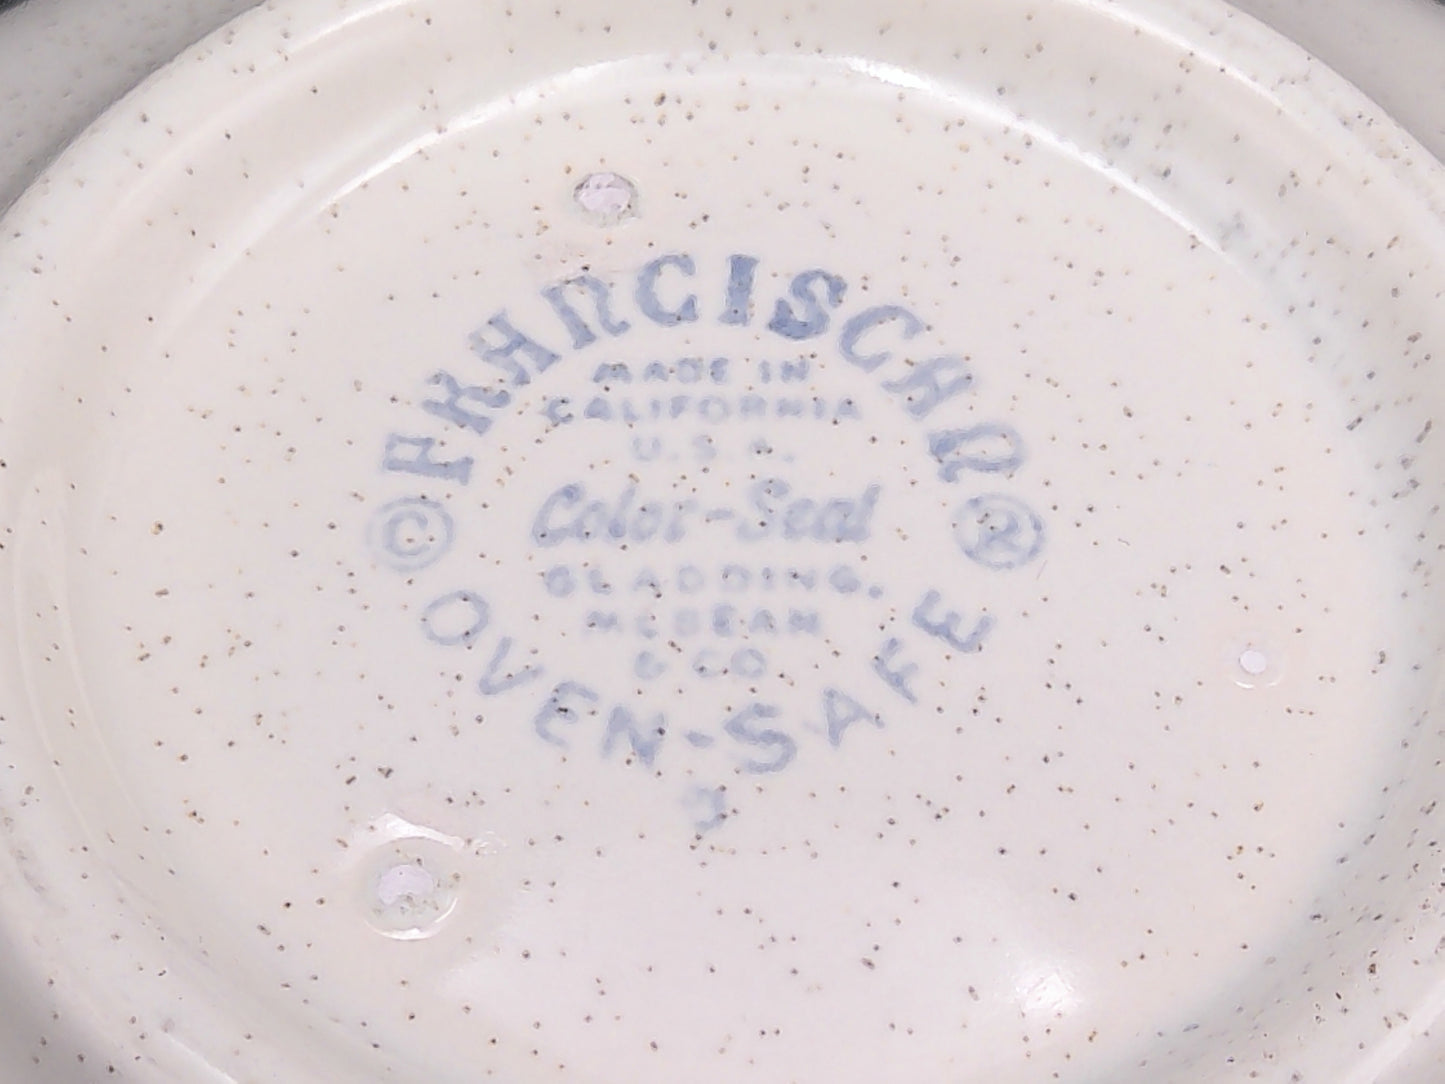 FRANCISCAN
MADE IN
CALIFORNIA
U.S.A.
Color-Seal
GLADDING,
McBEAN
& CO
© ®
OVEN-SAFE